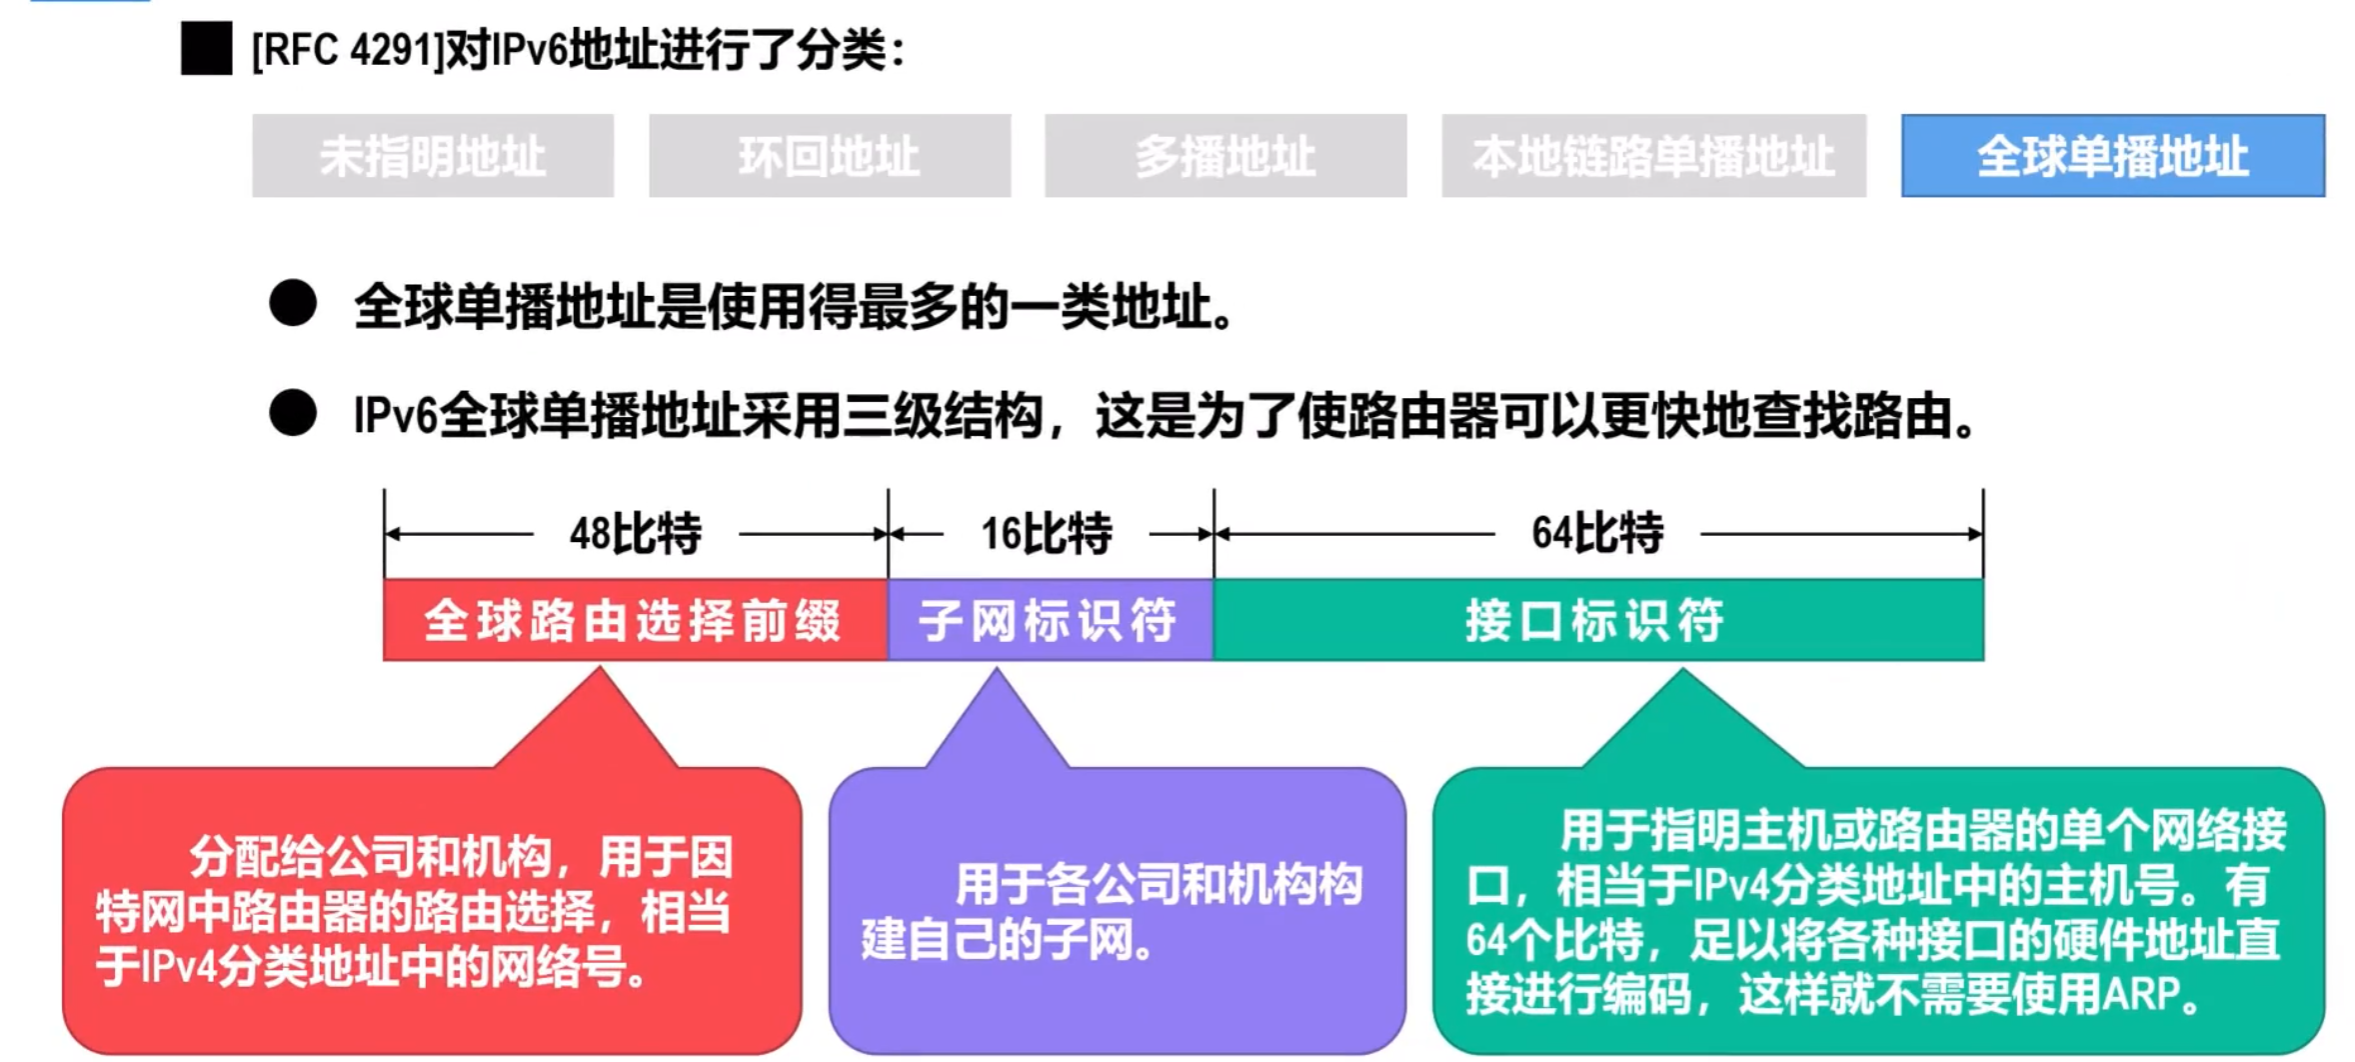 [RFC 4291]对IPv6地址进行了分类：
未指明地址
环回地址
多播地址
本地链路单播地址
全球单播地址
全球单播地址是使用得最多的一类地址。
IPv6全球单播地址采用三级结构，这是为了使路由器可以更快地查找路由。
48比特
16比特
64比特
全球路由选择前缀
子网标识符
接口标识符
分配给公司和机构，用于因
特网中路由器的路由选择，相当
于IPv4分类地址中的网络号。
用于各公司和机构构
建自己的子网。
用于指明主机或路由器的单个网络接
口，相当于IPv4分类地址中的主机号。有
64个比特，足以将各种接口的硬件地址直
接进行编码，这样就不需要使用ARP。